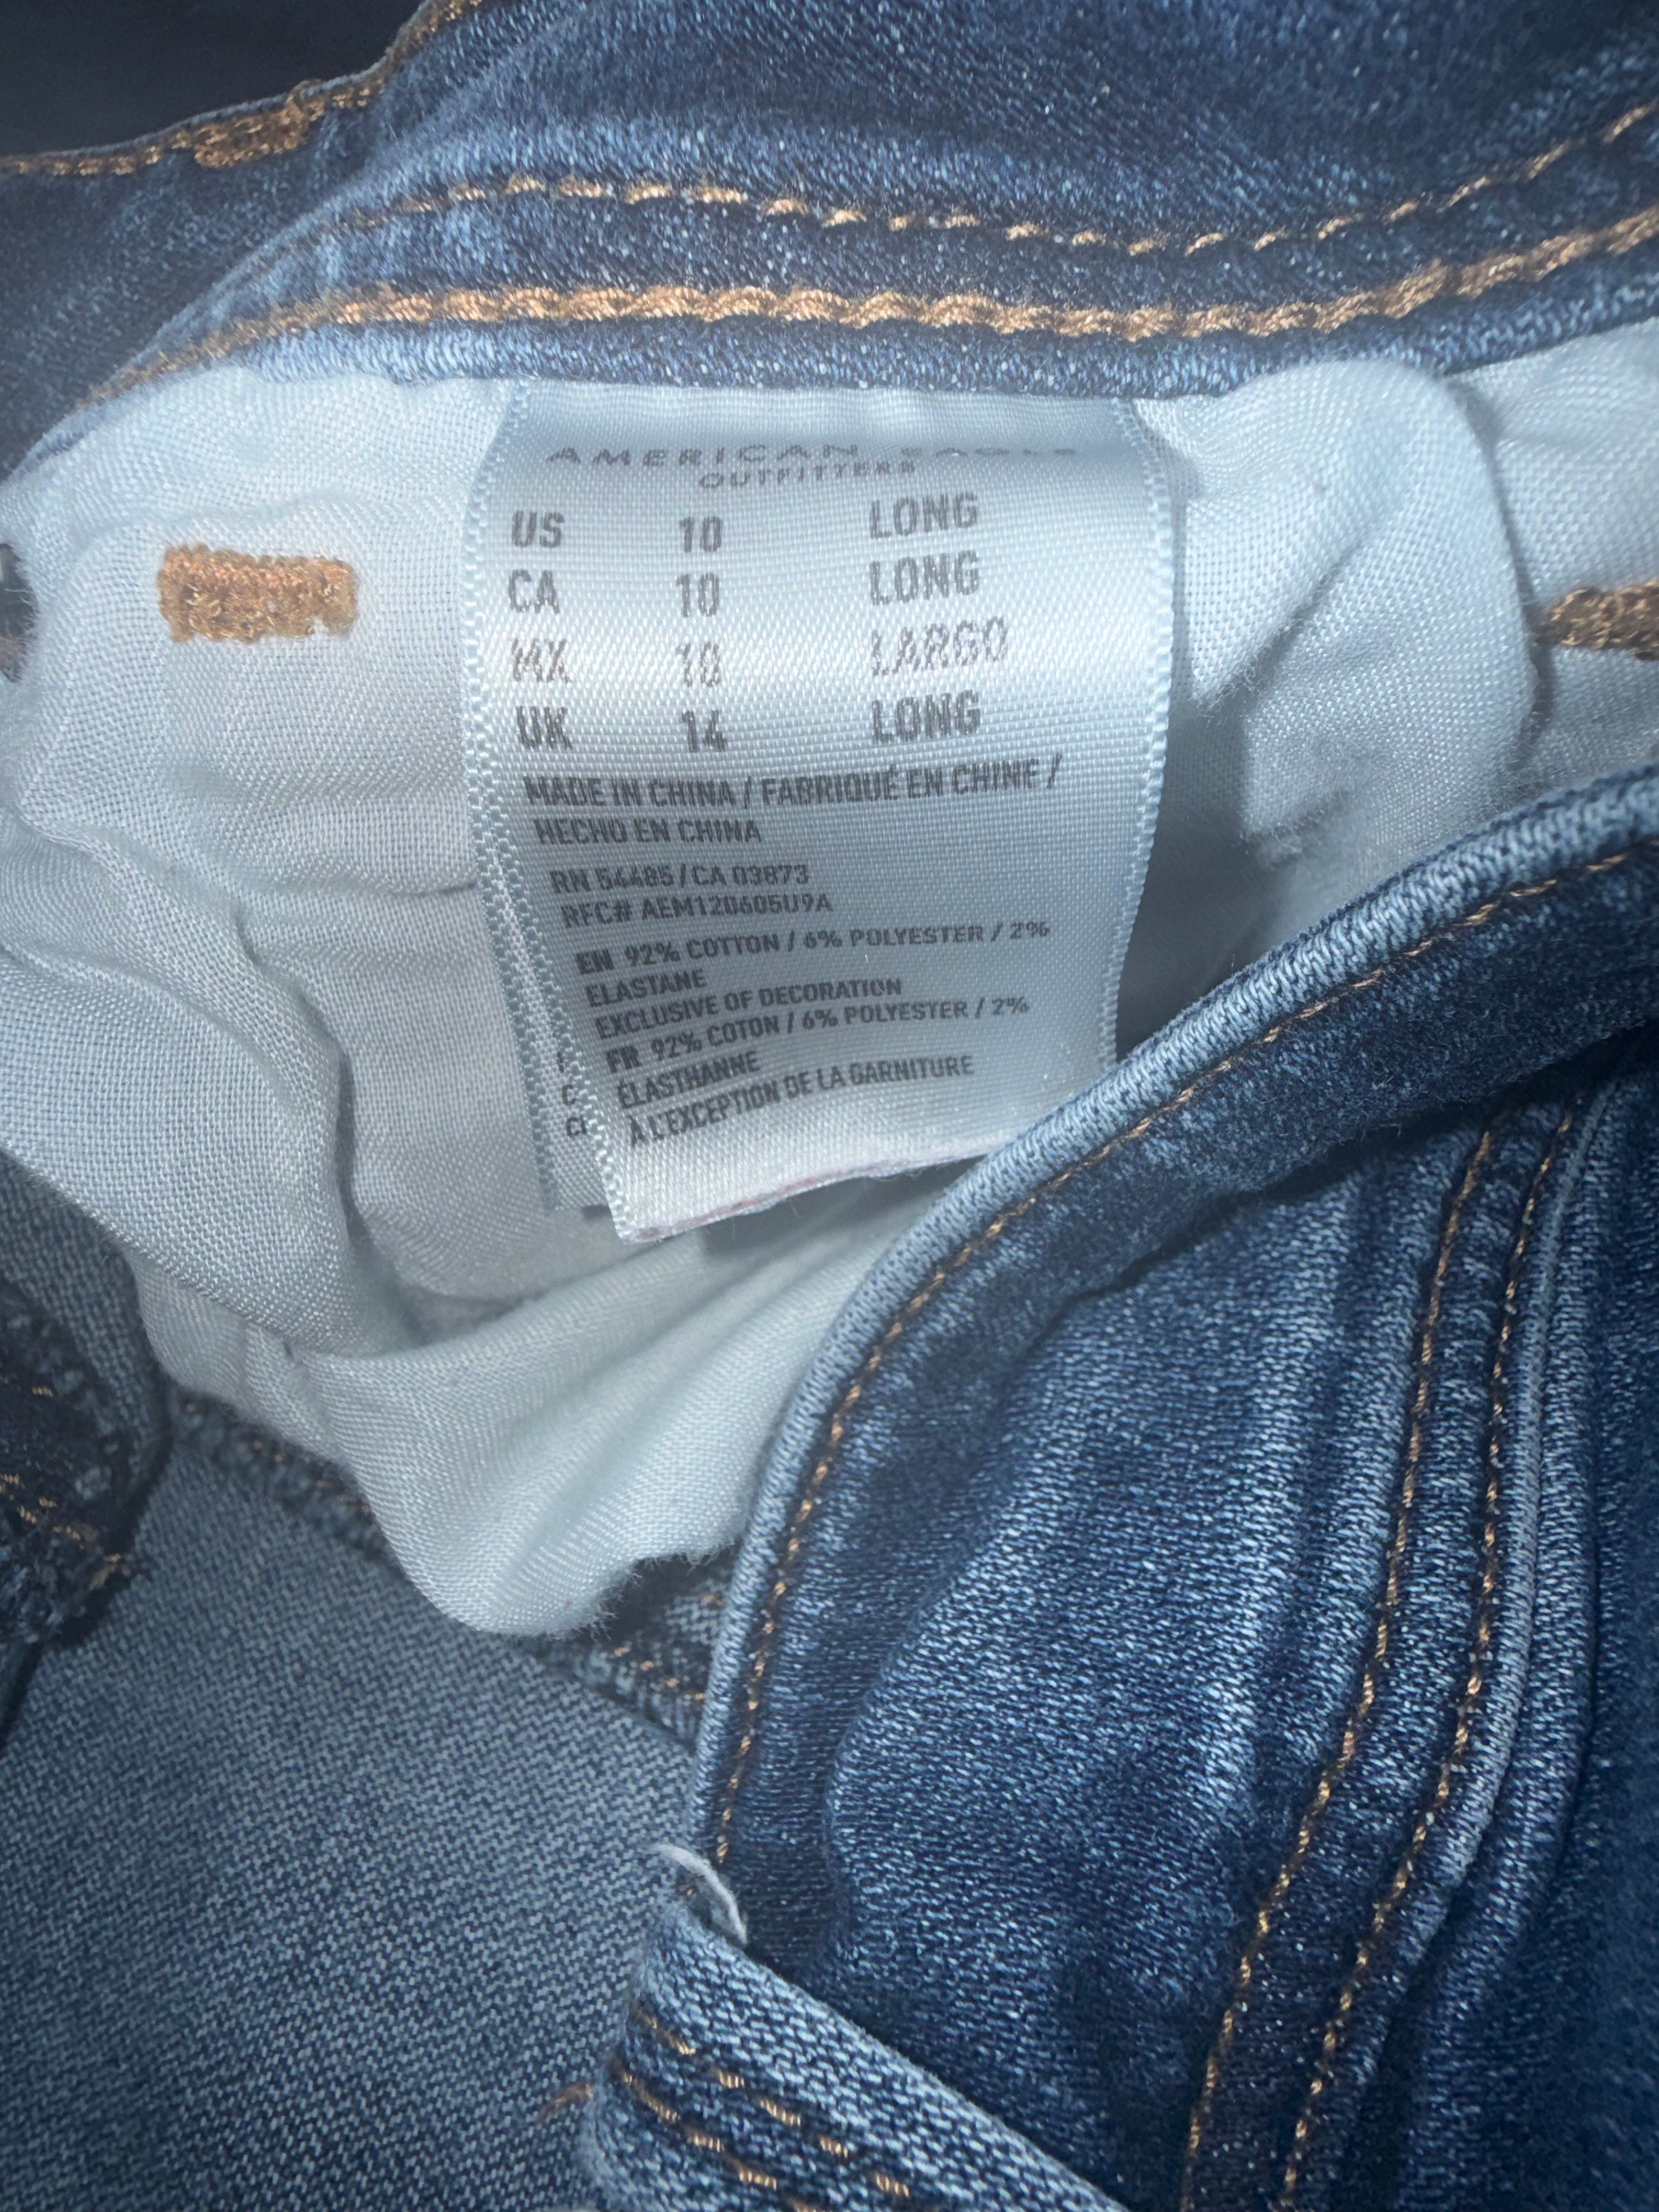 AMERICAN EAGLE
OUTFITTERS
US 10 LONG
CA 10 LONG
MX 10 LARGO
UK 14 LONG
MADE IN CHINA / FABRIQUÉ EN CHINE /
HECHO EN CHINA
RN 54485 / CA 03873
RFC# AEM120605U9A
EN 92% COTTON / 6% POLYESTER / 2%
ELASTANE
EXCLUSIVE OF DECORATION
FR 92% COTON / 6% POLYESTER / 2%
ÉLASTHANNE
À L'EXCEPTION DE LA GARNITURE